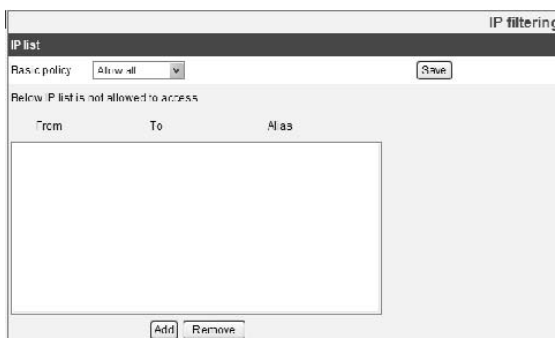 IP filtering
IP list
Basic policy Allow all Save
Below IP list is not allowed to access
From To Alias
Add Remove